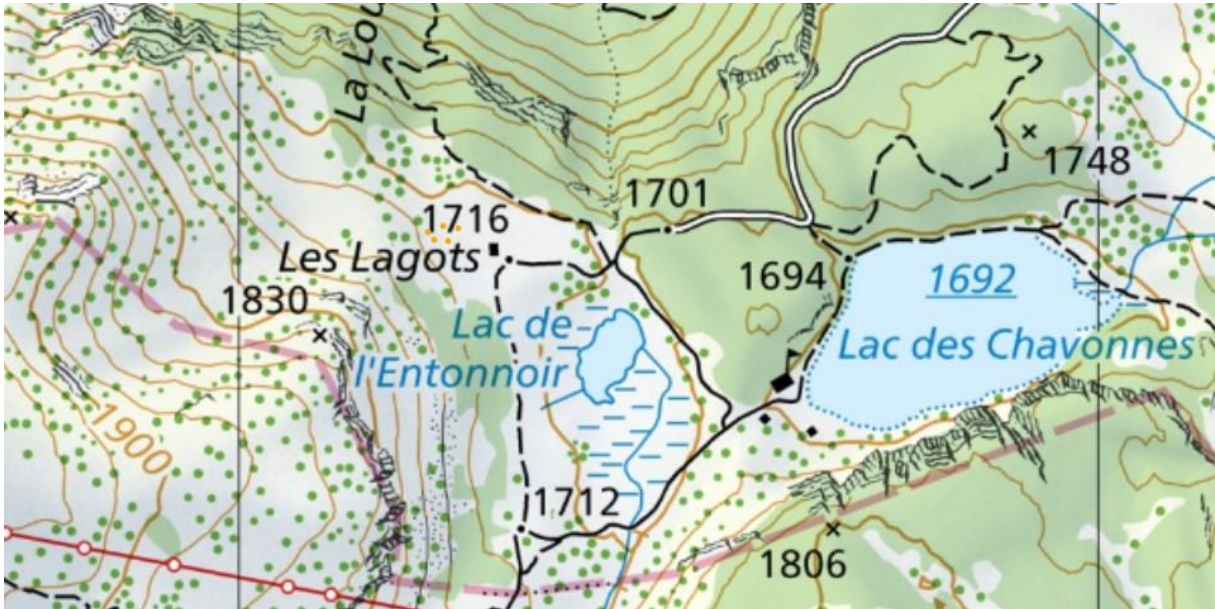 La Lou
1748
1701
1716
Les Lagots
1694
1692
1830
Lac de
l'Entonnoir
Lac des Chavonnes
1900
1712
1806